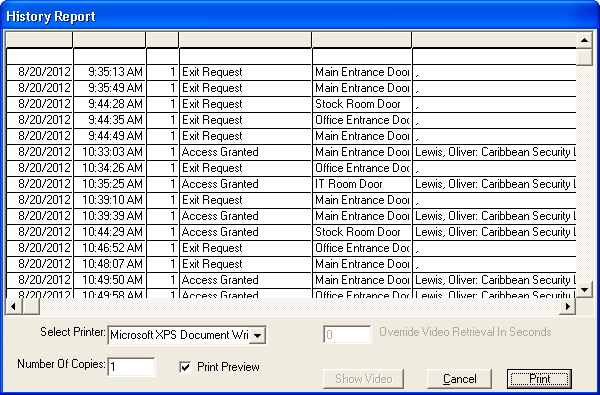 History Report
8/20/2012 9:35:13 AM 1 Exit Request Main Entrance Doo ,
8/20/2012 9:35:49 AM 1 Exit Request Main Entrance Doo ,
8/20/2012 9:44:28 AM 1 Exit Request Stock Room Door ,
8/20/2012 9:44:35 AM 1 Exit Request Office Entrance Doo ,
8/20/2012 9:44:49 AM 1 Exit Request Main Entrance Doo ,
8/20/2012 10:33:03 AM 1 Access Granted Main Entrance Doo Lewis, Oliver: Caribbean Security L
8/20/2012 10:34:26 AM 1 Exit Request Office Entrance Doo ,
8/20/2012 10:35:25 AM 1 Access Granted IT Room Door Lewis, Oliver: Caribbean Security L
8/20/2012 10:39:10 AM 1 Exit Request Main Entrance Doo ,
8/20/2012 10:39:39 AM 1 Access Granted Main Entrance Doo Lewis, Oliver: Caribbean Security L
8/20/2012 10:44:29 AM 1 Access Granted Stock Room Door Lewis, Oliver: Caribbean Security L
8/20/2012 10:46:52 AM 1 Exit Request Office Entrance Doo ,
8/20/2012 10:48:07 AM 1 Exit Request Main Entrance Doo ,
8/20/2012 10:49:50 AM 1 Access Granted Main Entrance Doo Lewis, Oliver: Caribbean Security L
8/20/2012 10:49:58 AM 1 Access Granted Office Entrance Doo Lewis, Oliver: Caribbean Security L
Select Printer: Microsoft XPS Document Wri 0 Override Video Retrieval In Seconds
Number Of Copies: 1 Print Preview
Show Video Cancel Print